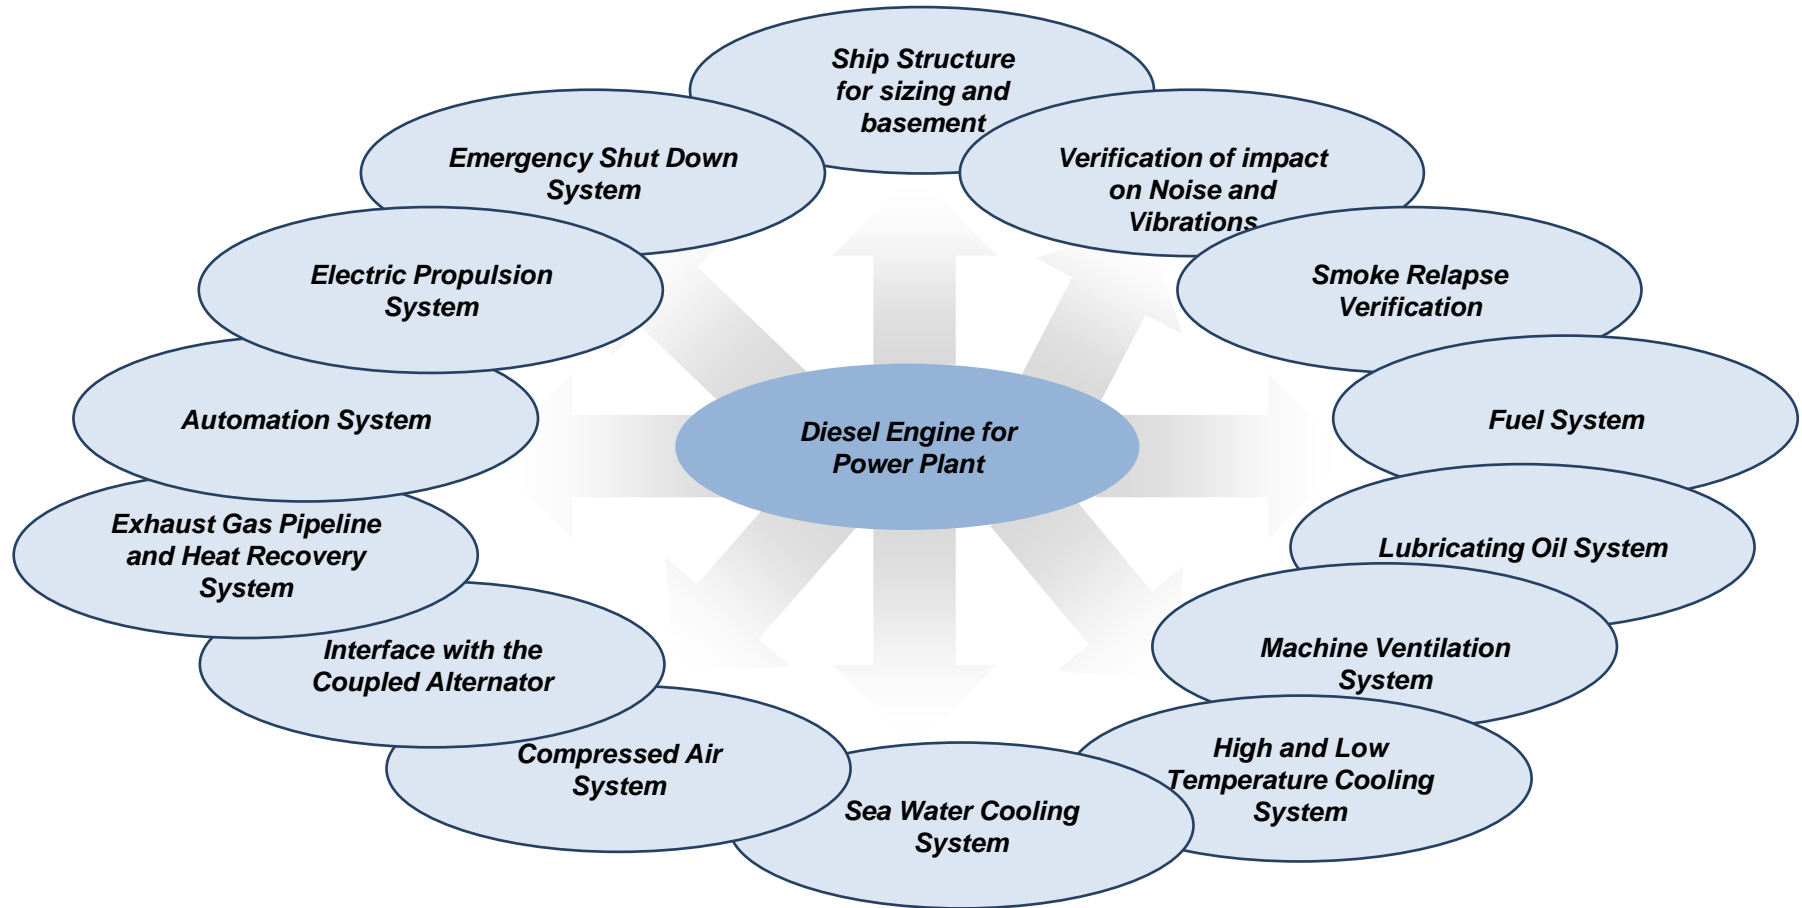 Ship Structure
for sizing and
basement
Verification of impact
on Noise and
Vibrations
Smoke Relapse
Verification
Fuel System
Lubricating Oil System
Machine Ventilation
System
High and Low
Temperature Cooling
System
Sea Water Cooling
System
Compressed Air
System
Interface with the
Coupled Alternator
Exhaust Gas Pipeline
and Heat Recovery
System
Automation System
Electric Propulsion
System
Emergency Shut Down
System
Diesel Engine for
Power Plant